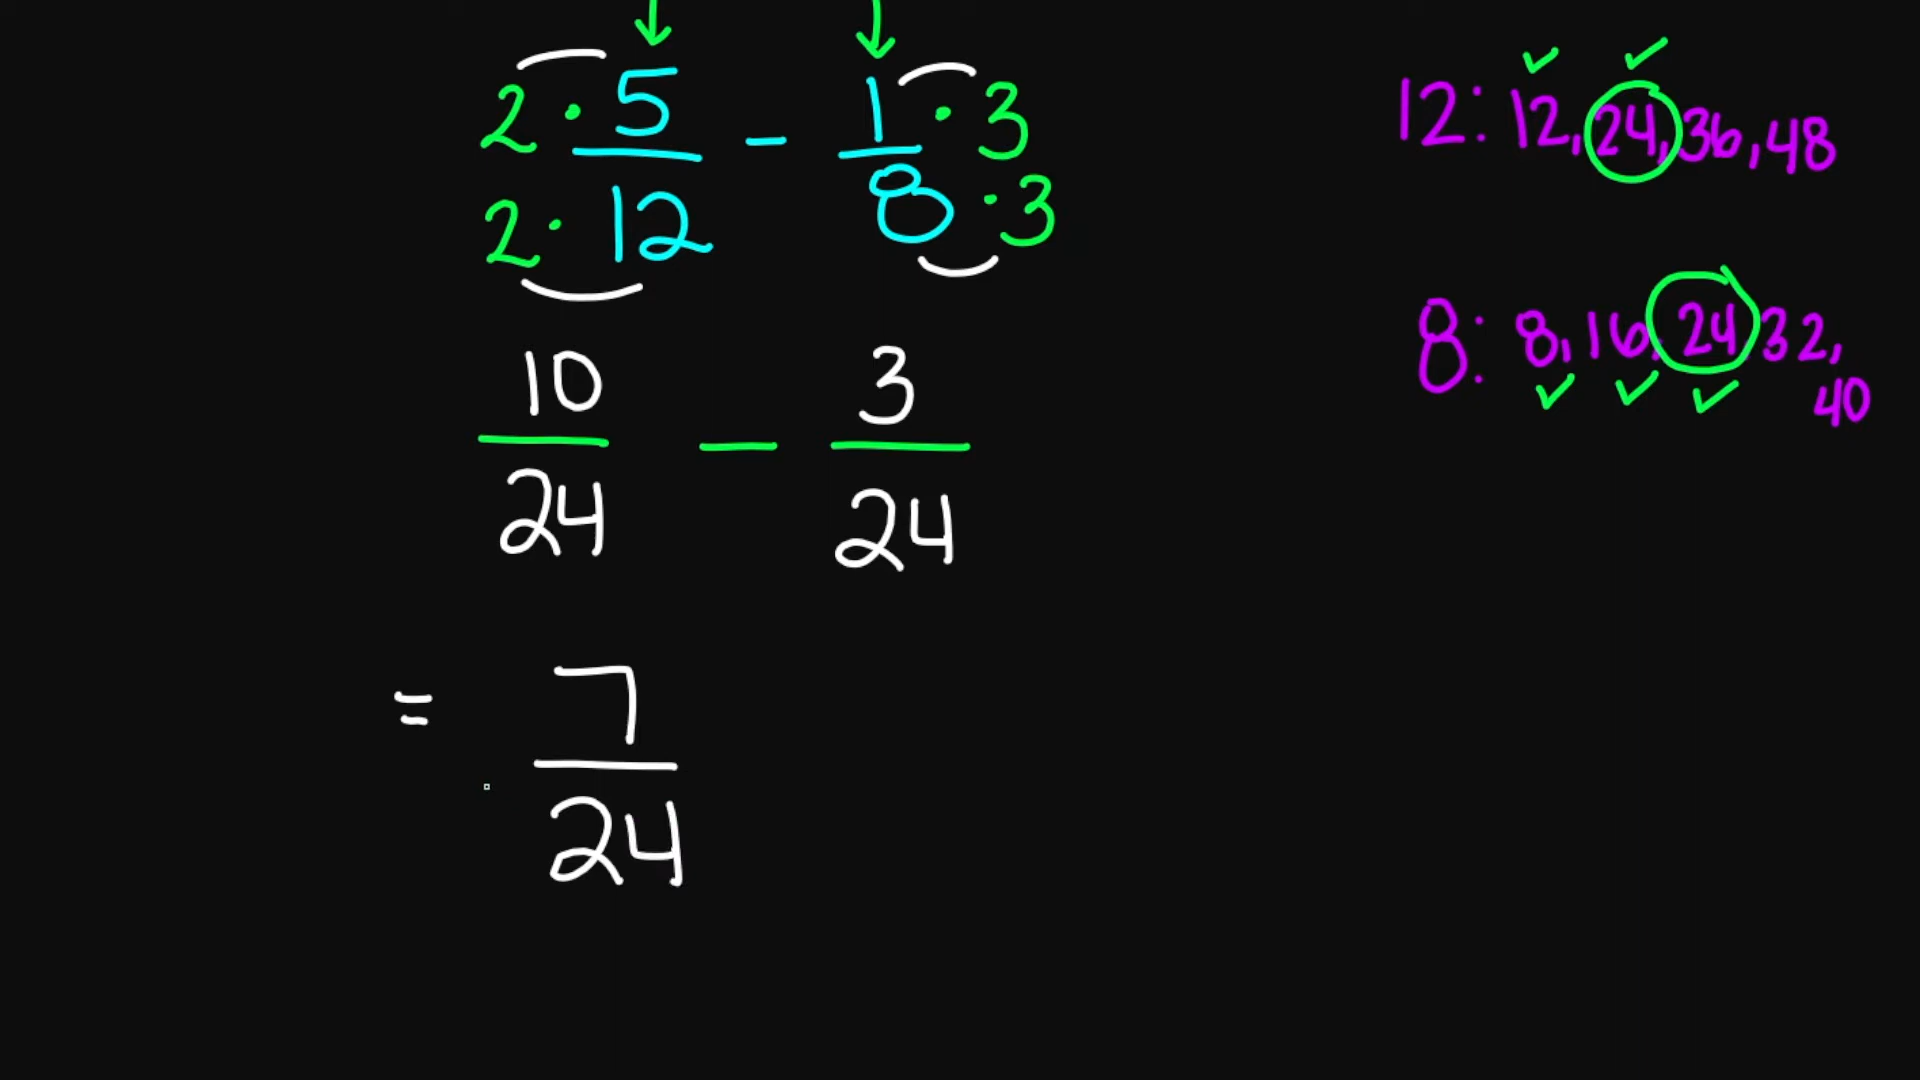 2 · 5 - 1 · 3
2 · 12 8 · 3
10 - 3
24 24
= 7
24
12: 12, 24, 36, 48
8: 8, 16, 24 32,
40